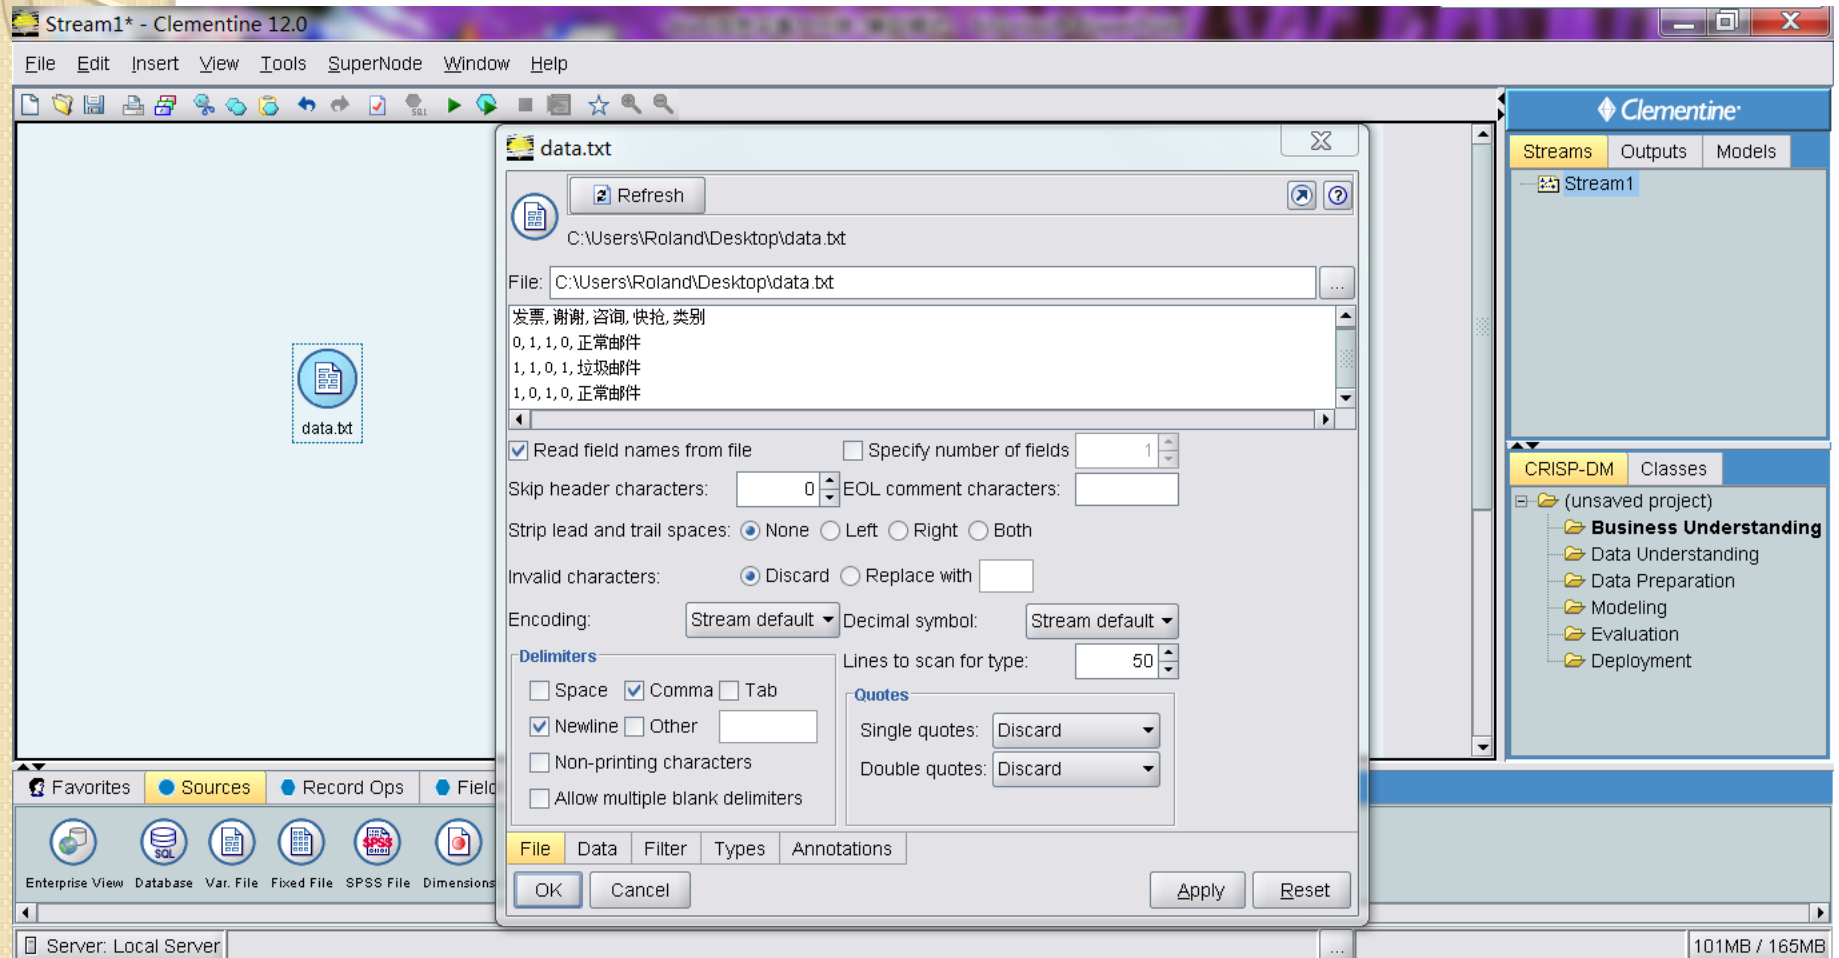 Stream1* - Clementine 12.0
File Edit Insert View Tools SuperNode Window Help
SQL
Clementine
Streams Outputs Models
Stream1
data.txt
data.txt
Refresh
C:\Users\Roland\Desktop\data.txt
File: C:\Users\Roland\Desktop\data.txt ...
发票,谢谢,咨询,快抢,类别
0,1,1,0,正常邮件
1,1,0,1,垃圾邮件
1,0,1,0,正常邮件
Read field names from file Specify number of fields 1
Skip header characters: 0 EOL comment characters:
Strip lead and trail spaces: None Left Right Both
Invalid characters: Discard Replace with
Encoding: Stream default Decimal symbol: Stream default
Delimiters
Lines to scan for type: 50
Space Comma Tab
Quotes
Newline Other
Single quotes: Discard
Non-printing characters
Double quotes: Discard
Allow multiple blank delimiters
File Data Filter Types Annotations
OK Cancel Apply Reset
CRISP-DM Classes
(unsaved project)
Business Understanding
Data Understanding
Data Preparation
Modeling
Evaluation
Deployment
Favorites Sources Record Ops Field
SQL SPSS
Enterprise View Database Var. File Fixed File SPSS File Dimensions
Server: Local Server ... 101MB / 165MB